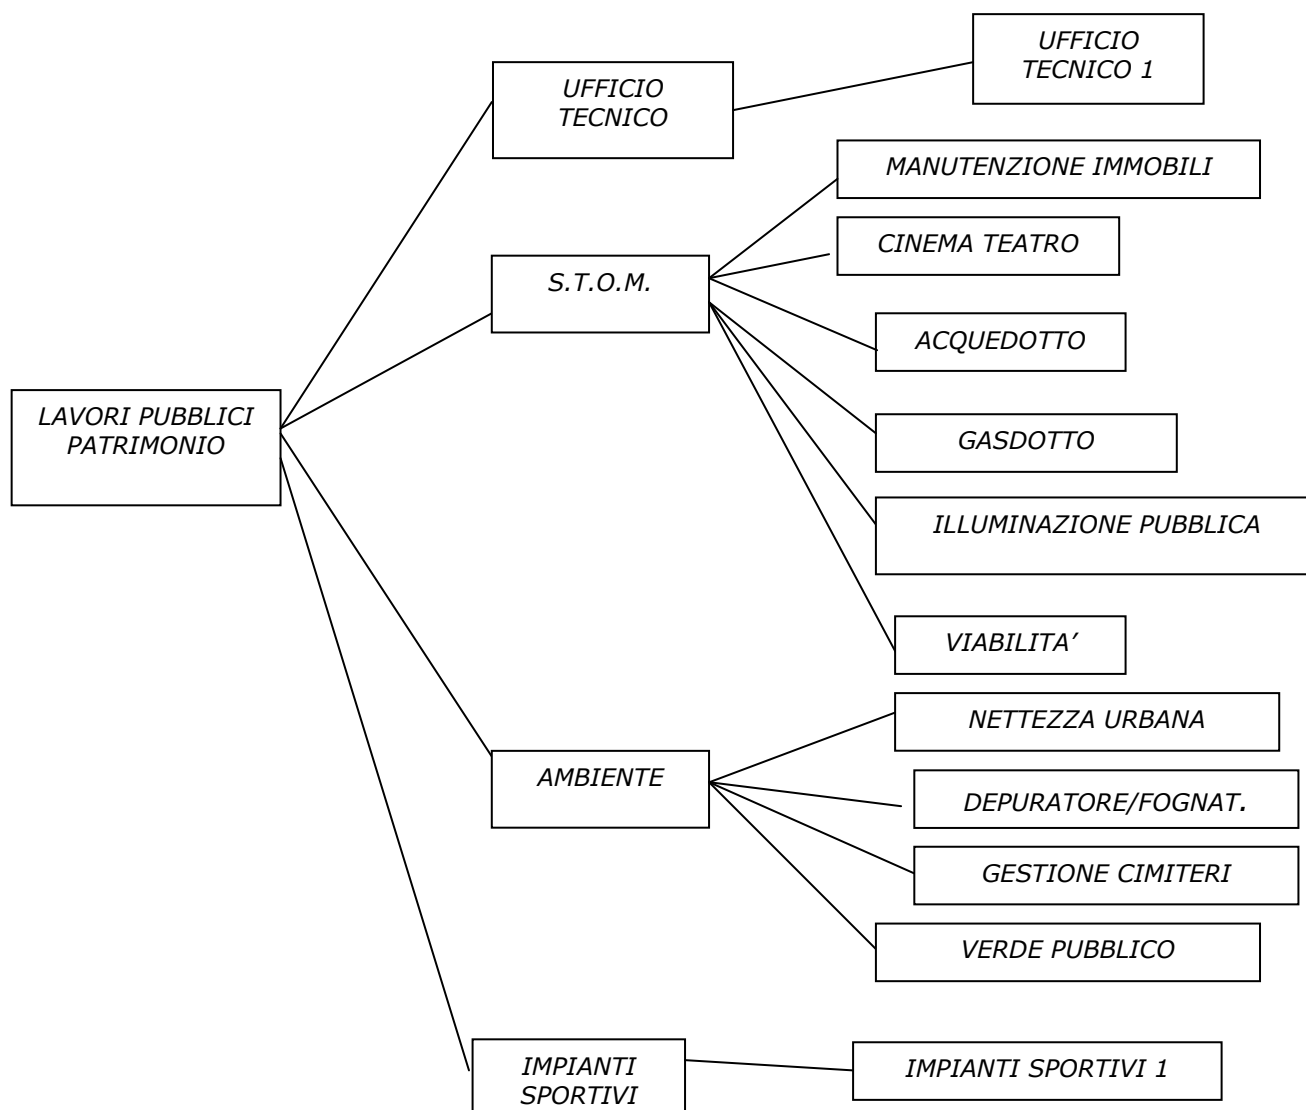 UFFICIO
TECNICO 1
UFFICIO
TECNICO
MANUTENZIONE IMMOBILI
CINEMA TEATRO
S.T.O.M.
ACQUEDOTTO
LAVORI PUBBLICI
PATRIMONIO
GASDOTTO
ILLUMINAZIONE PUBBLICA
VIABILITA’
NETTEZZA URBANA
AMBIENTE
DEPURATORE/FOGNAT.
GESTIONE CIMITERI
VERDE PUBBLICO
IMPIANTI
SPORTIVI
IMPIANTI SPORTIVI 1